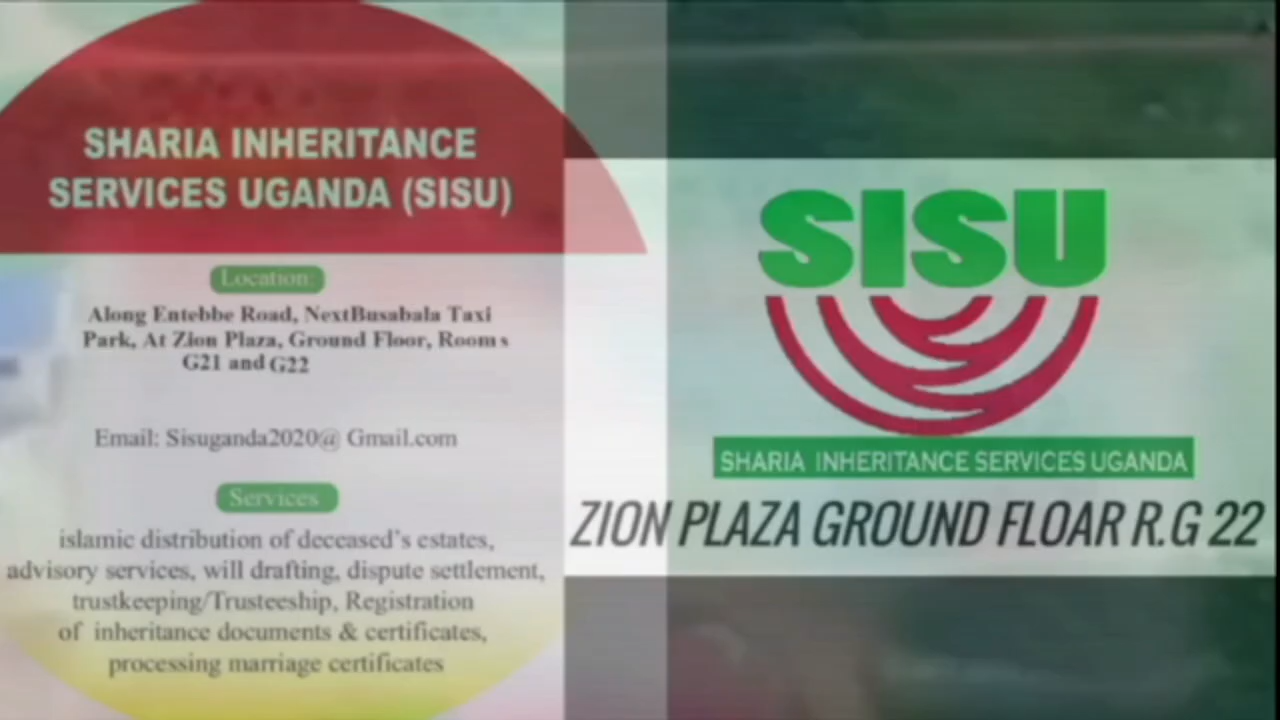 SHARIA INHERITANCE
SERVICES UGANDA (SISU)
Location:
Along Entebbe Road, NextBusabala Taxi
Park, At Zion Plaza, Ground Floor, Rooms
G21 and G22
Email: Sisuganda2020@ Gmail.com
Services
islamic distribution of deceased's estates,
advisory services, will drafting, dispute settlement,
trustkeeping/Trusteeship, Registration
of inheritance documents & certificates,
processing marriage certificates
SISU
SHARIA INHERITANCE SERVICES UGANDA
ZION PLAZA GROUND FLOAR R.G 22